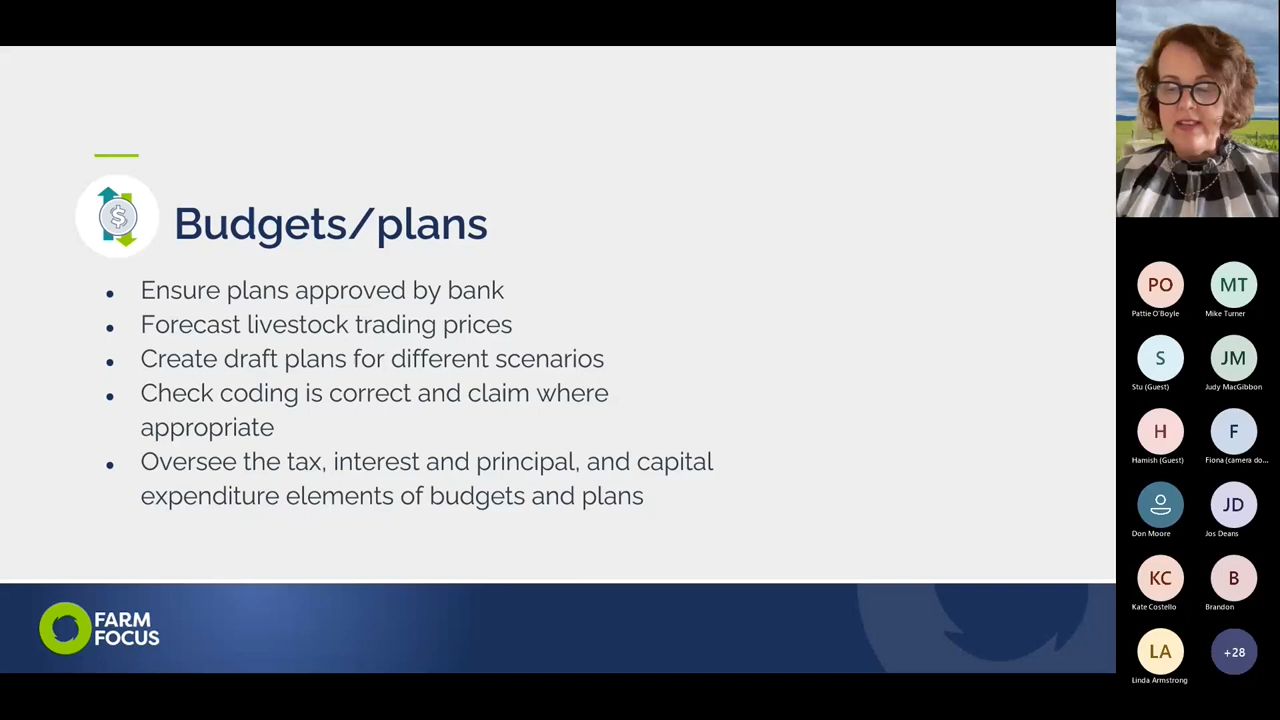 Budgets/plans
Ensure plans approved by bank
Forecast livestock trading prices
Create draft plans for different scenarios
Check coding is correct and claim where
appropriate
Oversee the tax, interest and principal, and capital
expenditure elements of budgets and plans
FARM
FOCUS
PO
MT
Pattie O'Boyle
Mike Turner
S
JM
Stu (Guest)
Judy MacGibbon
H
F
Hamish (Guest)
Fiona (camera do...
JD
Don Moore
Jos Deans
KC
B
Kate Costello
Brandon
LA
+28
Linda Armstrong